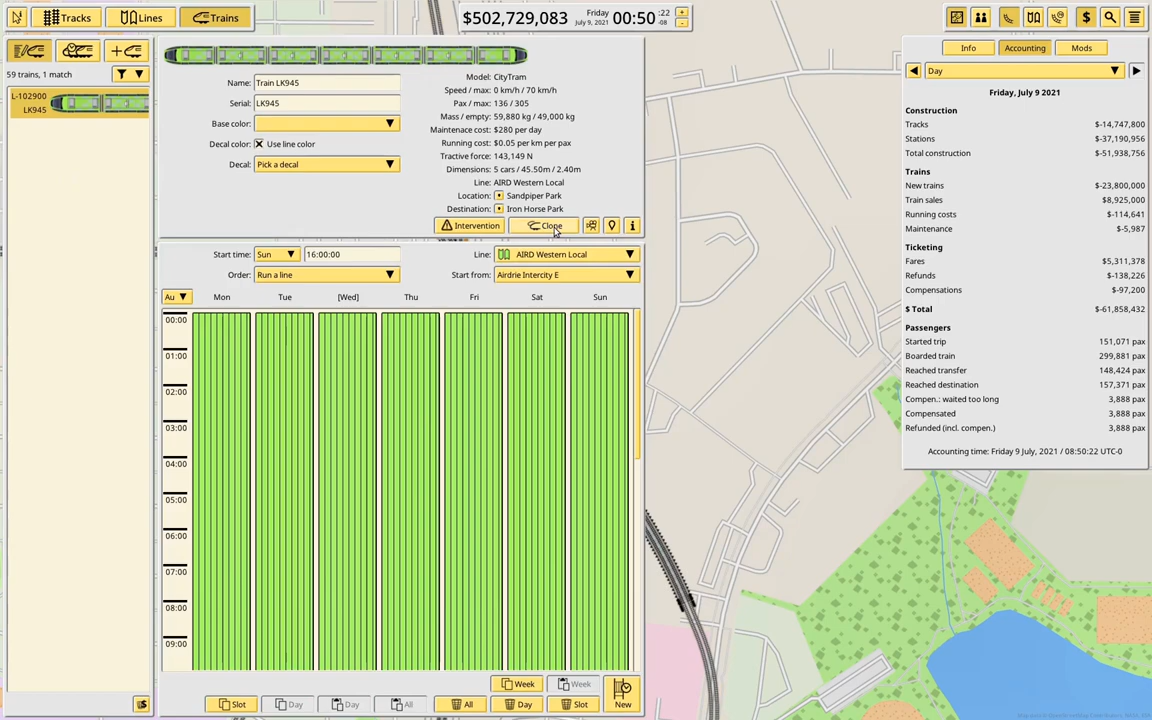 Tracks
Lines
Trains
$502,729,083
Friday
July 9, 2021
00:50
:22
-08
+
-
$
59 trains, 1 match
L-102900
LK945
Name:
Train LK945
Serial:
LK945
Base color:
Decal color:
Use line color
Decal:
Pick a decal
Model: CityTram
Speed / max: 0 km/h / 70 km/h
Pax / max: 136 / 305
Mass / empty: 59,880 kg / 49,000 kg
Maintenace cost: $280 per day
Running cost: $0.05 per km per pax
Tractive force: 143,149 N
Dimensions: 5 cars / 45.50m / 2.40m
Line: AIRD Western Local
Location: Sandpiper Park
Destination: Iron Horse Park
Intervention
Clone
Start time:
Sun
16:00:00
Line:
AIRD Western Local
Order:
Run a line
Start from:
Airdrie Intercity E
Au
Mon
Tue
[Wed]
Thu
Fri
Sat
Sun
00:00
01:00
02:00
03:00
04:00
05:00
06:00
07:00
08:00
09:00
Week
Week
Slot
Day
Day
All
All
Day
Slot
New
Info
Accounting
Mods
Day
Friday, July 9 2021
Construction
Tracks $-14,747,800
Stations $-37,190,956
Total construction $-51,938,756
Trains
New trains $-23,800,000
Train sales $8,925,000
Running costs $-114,641
Maintenance $-5,987
Ticketing
Fares $5,311,378
Refunds $-138,226
Compensations $-97,200
$ Total $-61,858,432
Passengers
Started trip 151,071 pax
Boarded train 299,881 pax
Reached transfer 148,424 pax
Reached destination 157,371 pax
Compen.: waited too long 3,888 pax
Compensated 3,888 pax
Refunded (incl. compen.) 3,888 pax
Accounting time: Friday 9 July, 2021 / 08:50:22 UTC-0